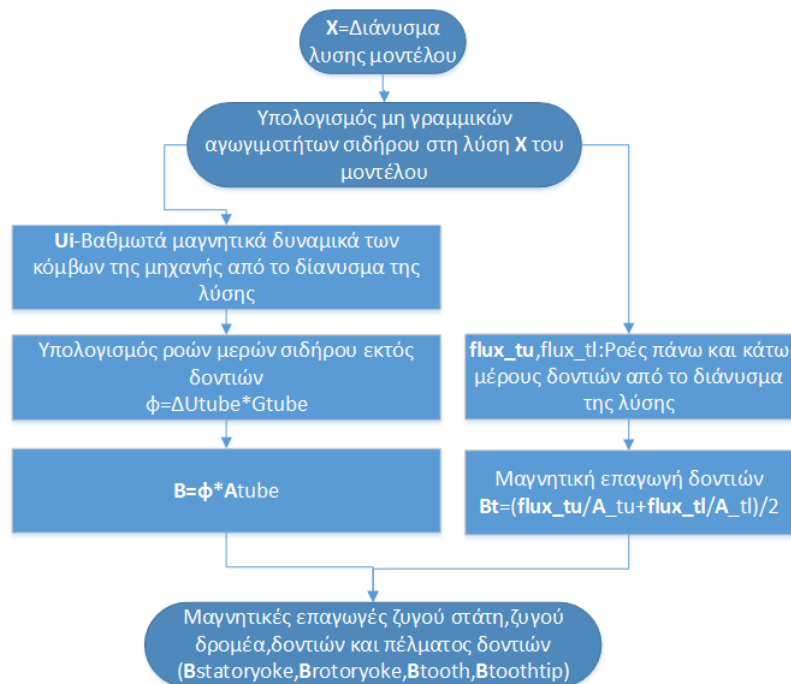 X=Διάνυσμα
λυσης μοντέλου
Υπολογισμός μη γραμμικών
αγωγιμοτήτων σιδήρου στη λύση X του
μοντέλου
Ui-Βαθμωτά μαγνητικά δυναμικά των
κόμβων της μηχανής από το δίανυσμα της
λύσης
Υπολογισμός ροών μερών σιδήρου εκτός
δοντιών
φ=ΔUtube*Gtube
B=φ*Atube
flux_tu,flux_tl:Ροές πάνω και κάτω
μέρους δοντιών από το διάνυσμα
της λύσης
Μαγνητική επαγωγή δοντιών
Bt=(flux_tu/A_tu+flux_tl/A_tl)/2
Μαγνητικές επαγωγές ζυγού στάτη,ζυγού
δρομέα,δοντιών και πέλματος δοντιών
(Bstatoryoke,Brotoryoke,Btooth,Btoothtip)